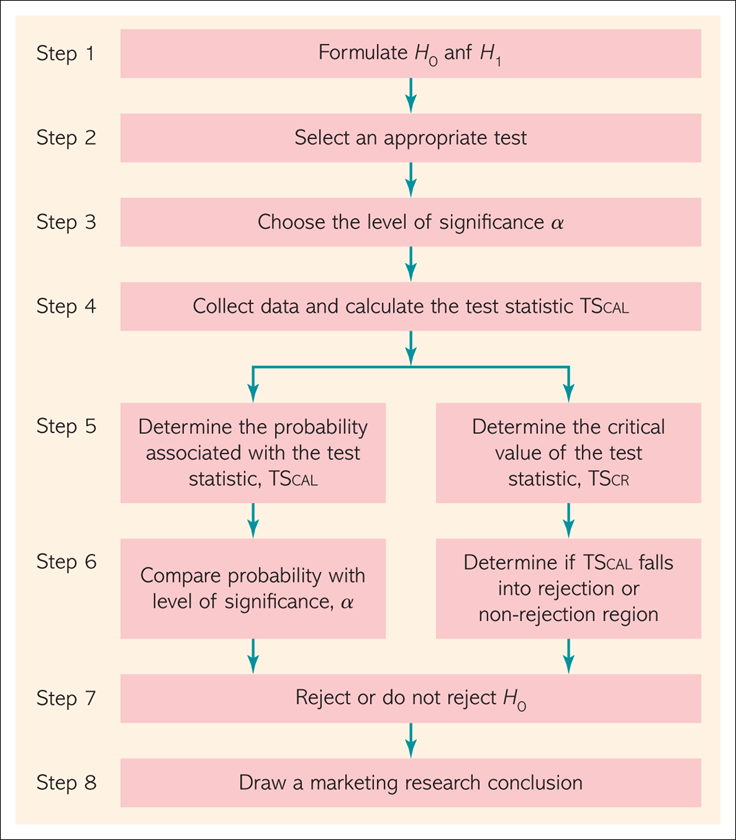 Step 1
Formulate H0 anf H1
Step 2
Select an appropriate test
Step 3
Choose the level of significance α
Step 4
Collect data and calculate the test statistic TSCAL
Step 5
Determine the probability
associated with the test
statistic, TSCAL
Determine the critical
value of the test
statistic, TSCR
Step 6
Compare probability with
level of significance, α
Determine if TSCAL falls
into rejection or
non-rejection region
Step 7
Reject or do not reject H0
Step 8
Draw a marketing research conclusion